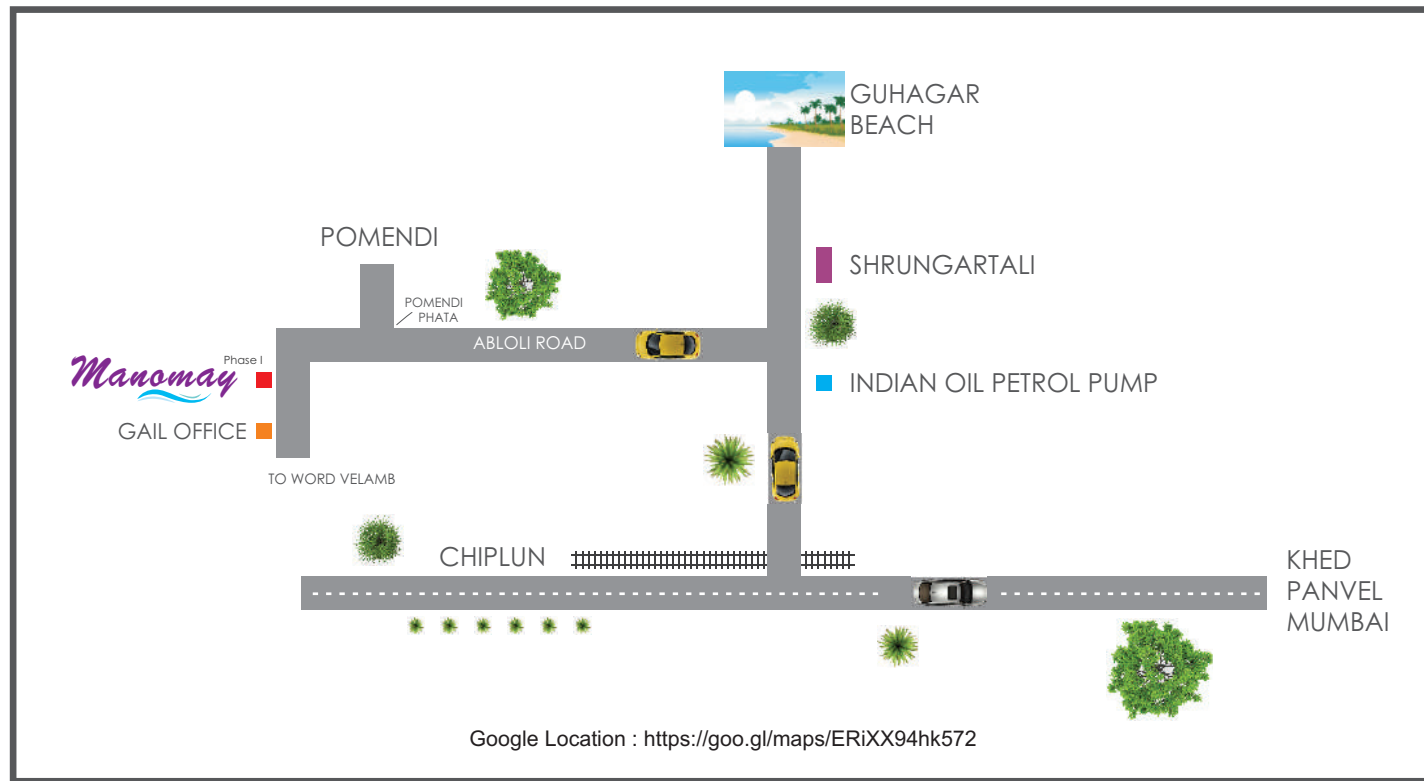 GUHAGAR
BEACH
POMENDI
SHRUNGARTALI
POMENDI
PHATA
ABLOLI ROAD
Phase I
Manomay
INDIAN OIL PETROL PUMP
GAIL OFFICE
TO WORD VELAMB
CHIPLUN
KHED
PANVEL
MUMBAI
Google Location : https://goo.gl/maps/ERiXX94hk572